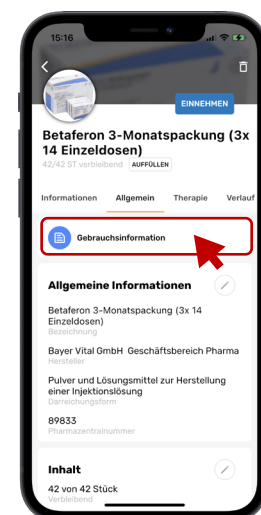 15:16
EINNEHMEN
Betaferon 3-Monatspackung (3x
14 Einzeldosen)
42/42 ST verbleibend AUFFÜLLEN
Informationen Allgemein Therapie Verlauf
Gebrauchsinformation
Allgemeine Informationen
Betaferon 3-Monatspackung (3x 14
Einzeldosen)
Bezeichnung
Bayer Vital GmbH Geschäftsbereich Pharma
Hersteller
Pulver und Lösungsmittel zur Herstellung
einer Injektionslösung
Darreichungsform
89833
Pharmazentralnummer
Inhalt
42 von 42 Stück
Verbleibend